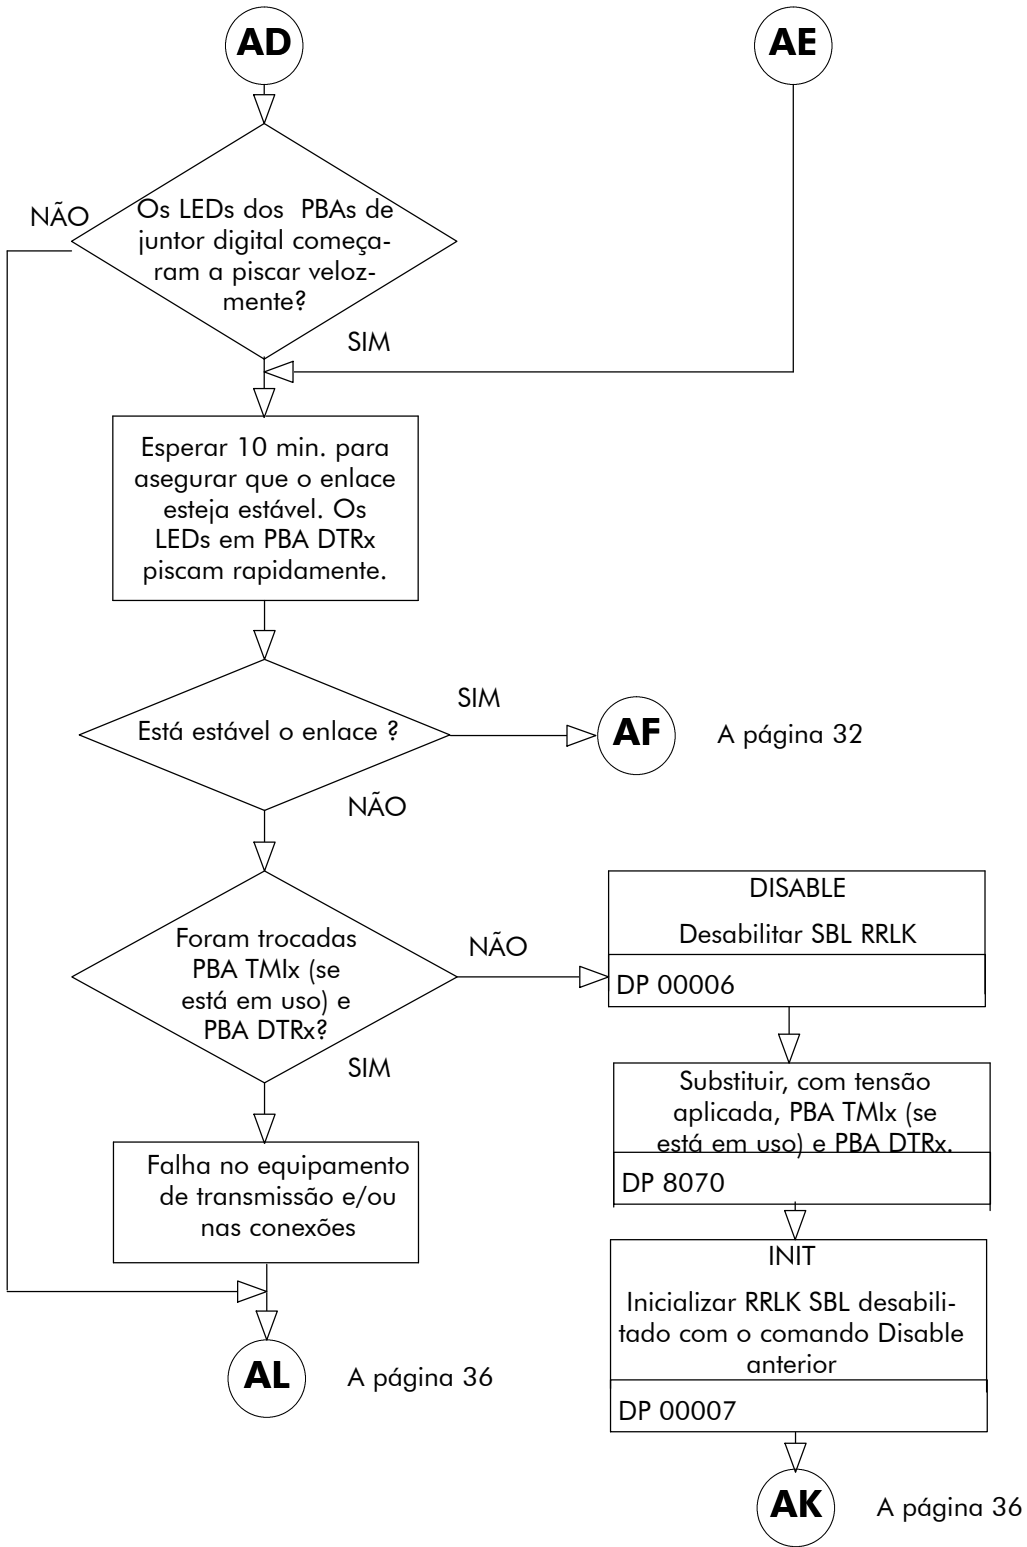 AD
AE
NÃO
Os LEDs dos PBAs de
juntor digital começa-
ram a piscar veloz-
mente?
SIM
Esperar 10 min. para
asegurar que o enlace
esteja estável. Os
LEDs em PBA DTRx
piscam rapidamente.
Está estável o enlace ?
SIM
AF
A página 32
NÃO
Foram trocadas
PBA TMIx (se
está em uso) e
PBA DTRx?
NÃO
SIM
DISABLE
Desabilitar SBL RRLK
DP 00006
Substituir, com tensão
aplicada, PBA TMIx (se
está em uso) e PBA DTRx.
DP 8070
Falha no equipamento
de transmissão e/ou
nas conexões
INIT
Inicializar RRLK SBL desabili-
tado com o comando Disable
anterior
DP 00007
AL
A página 36
AK
A página 36